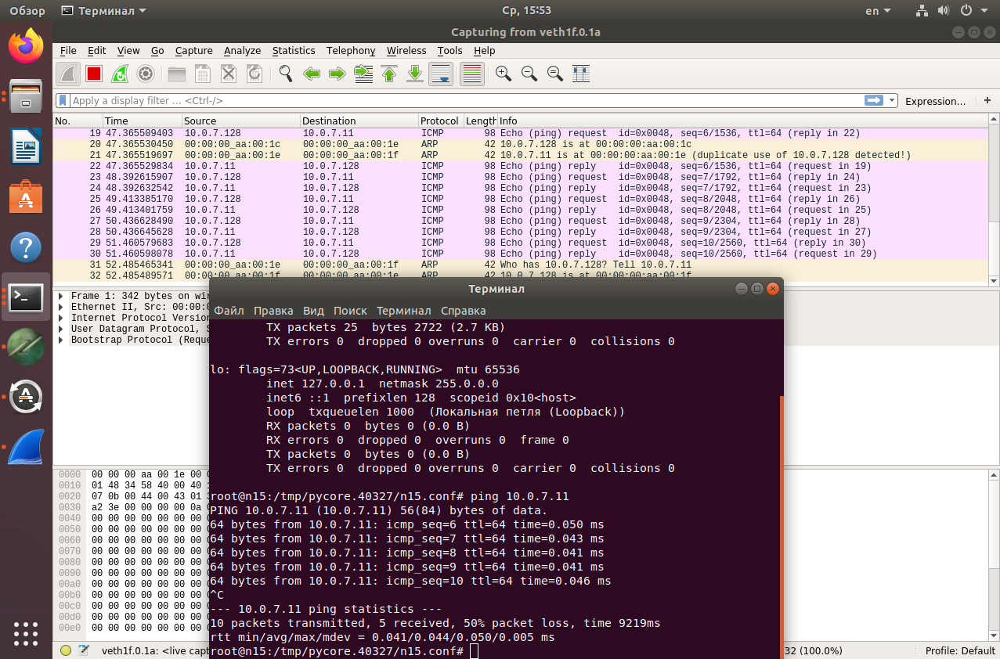 Обзор Терминал Ср, 15:53 en
Capturing from veth1f.0.1a
File Edit View Go Capture Analyze Statistics Telephony Wireless Tools Help
Apply a display filter ... <Ctrl-/> Expression... +
No. Time Source Destination Protocol Length Info
19 47.365509403 10.0.7.128 10.0.7.11 ICMP 98 Echo (ping) request id=0x0048, seq=6/1536, ttl=64 (reply in 22)
20 47.365530450 00:00:00_aa:00:1c 00:00:00_aa:00:1e ARP 42 10.0.7.128 is at 00:00:00:aa:00:1c
21 47.365519697 00:00:00_aa:00:1e 00:00:00_aa:00:1f ARP 42 10.0.7.11 is at 00:00:00:aa:00:1e (duplicate use of 10.0.7.128 detected!)
22 47.365529834 10.0.7.11 10.0.7.128 ICMP 98 Echo (ping) reply id=0x0048, seq=6/1536, ttl=64 (request in 19)
23 48.392615907 10.0.7.128 10.0.7.11 ICMP 98 Echo (ping) request id=0x0048, seq=7/1792, ttl=64 (reply in 24)
24 48.392632542 10.0.7.11 10.0.7.128 ICMP 98 Echo (ping) reply id=0x0048, seq=7/1792, ttl=64 (request in 23)
25 49.413385170 10.0.7.128 10.0.7.11 ICMP 98 Echo (ping) request id=0x0048, seq=8/2048, ttl=64 (reply in 26)
26 49.413401759 10.0.7.11 10.0.7.128 ICMP 98 Echo (ping) reply id=0x0048, seq=8/2048, ttl=64 (request in 25)
27 50.436628490 10.0.7.128 10.0.7.11 ICMP 98 Echo (ping) request id=0x0048, seq=9/2304, ttl=64 (reply in 28)
28 50.436645628 10.0.7.11 10.0.7.128 ICMP 98 Echo (ping) reply id=0x0048, seq=9/2304, ttl=64 (request in 27)
29 51.460579683 10.0.7.128 10.0.7.11 ICMP 98 Echo (ping) request id=0x0048, seq=10/2560, ttl=64 (reply in 30)
30 51.460598078 10.0.7.11 10.0.7.128 ICMP 98 Echo (ping) reply id=0x0048, seq=10/2560, ttl=64 (request in 29)
31 52.485465341 00:00:00_aa:00:1e 00:00:00_aa:00:1f ARP 42 Who has 10.0.7.128? Tell 10.0.7.11
32 52.485489571 00:00:00_aa:00:1f 00:00:00_aa:00:1e ARP 42 10.0.7.128 is at 00:00:00:aa:00:1f
Frame 1: 342 bytes on wir
Ethernet II, Src: 00:00:0
Internet Protocol Version
User Datagram Protocol, S
Bootstrap Protocol (Reque
0000 00 00 00 aa 00 1e 00 0
0010 01 48 34 58 40 00 40 1
0020 07 0b 00 44 00 43 01 3
0030 a2 3e 00 00 00 00 0a 0
0040 00 00 00 00 00 00 00 0
0050 00 00 00 00 00 00 00 0
0060 00 00 00 00 00 00 00 0
0070 00 00 00 00 00 00 00 0
0080 00 00 00 00 00 00 00 0
0090 00 00 00 00 00 00 00 0
00a0 00 00 00 00 00 00 00 0
00b0 00 00 00 00 00 00 00 0
00c0 00 00 00 00 00 00 00 0
00d0 00 00 00 00 00 00 00 0
00e0 00 00 00 00 00 00 00 0
Терминал
Файл Правка Вид Поиск Терминал Справка
TX packets 25 bytes 2722 (2.7 KB)
TX errors 0 dropped 0 overruns 0 carrier 0 collisions 0
lo: flags=73<UP,LOOPBACK,RUNNING> mtu 65536
inet 127.0.0.1 netmask 255.0.0.0
inet6 ::1 prefixlen 128 scopeid 0x10<host>
loop txqueuelen 1000 (Локальная петля (Loopback))
RX packets 0 bytes 0 (0.0 B)
RX errors 0 dropped 0 overruns 0 frame 0
TX packets 0 bytes 0 (0.0 B)
TX errors 0 dropped 0 overruns 0 carrier 0 collisions 0
root@n15:/tmp/pycore.40327/n15.conf# ping 10.0.7.11
PING 10.0.7.11 (10.0.7.11) 56(84) bytes of data.
64 bytes from 10.0.7.11: icmp_seq=6 ttl=64 time=0.050 ms
64 bytes from 10.0.7.11: icmp_seq=7 ttl=64 time=0.043 ms
64 bytes from 10.0.7.11: icmp_seq=8 ttl=64 time=0.041 ms
64 bytes from 10.0.7.11: icmp_seq=9 ttl=64 time=0.041 ms
64 bytes from 10.0.7.11: icmp_seq=10 ttl=64 time=0.046 ms
^C
--- 10.0.7.11 ping statistics ---
10 packets transmitted, 5 received, 50% packet loss, time 9219ms
rtt min/avg/max/mdev = 0.041/0.044/0.050/0.005 ms
root@n15:/tmp/pycore.40327/n15.conf#
veth1f.0.1a: <live capt 32 (100.0%) Profile: Default